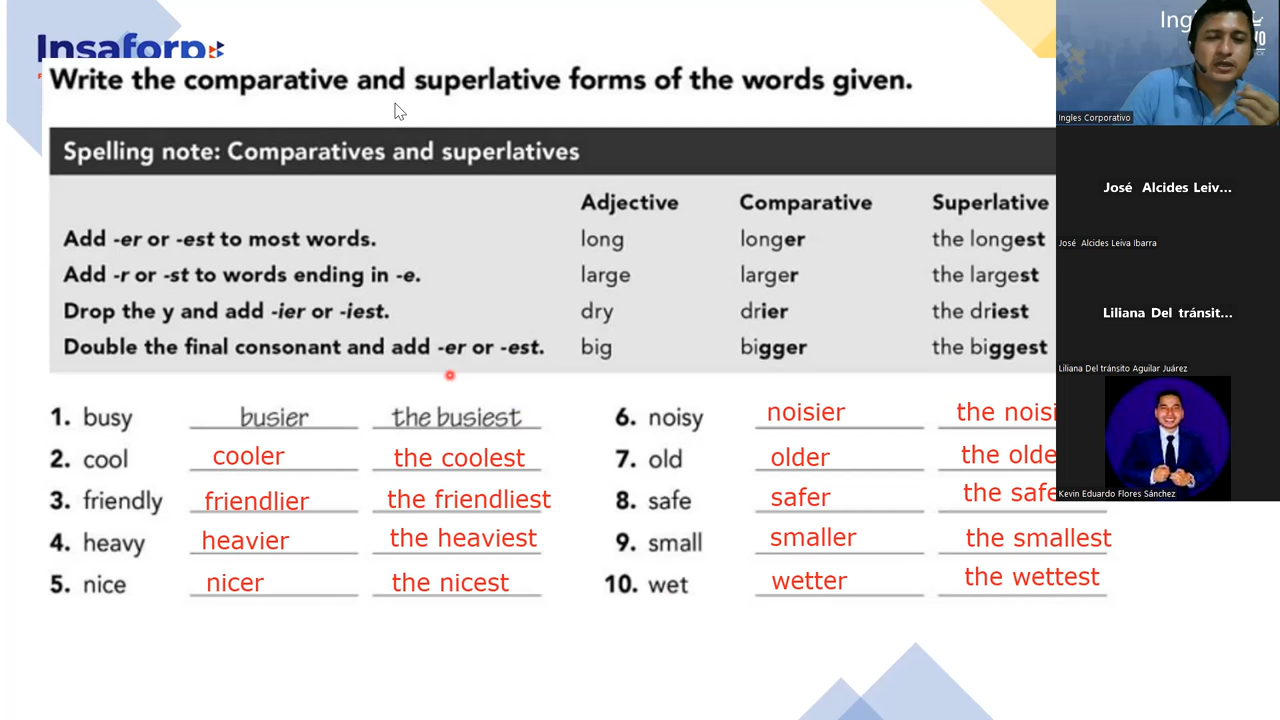 Insaforp
Write the comparative and superlative forms of the words given.
Spelling note: Comparatives and superlatives
Adjective Comparative Superlative
Add -er or -est to most words. long longer the longest
Add -r or -st to words ending in -e. large larger the largest
Drop the y and add -ier or -iest. dry drier the driest
Double the final consonant and add -er or -est. big bigger the biggest
1. busy busier the busiest
2. cool cooler the coolest
3. friendly friendlier the friendliest
4. heavy heavier the heaviest
5. nice nicer the nicest
6. noisy noisier the
7. old older the
8. safe safer the
9. small smaller the smallest
10. wet wetter the wettest
Ingles Corporativo
José Alcides Leiv...
José Alcides Leiva Ibarra
Liliana Del tránsit...
Liliana Del tránsito Aguilar Juárez
Kevin Eduardo Flores Sánchez